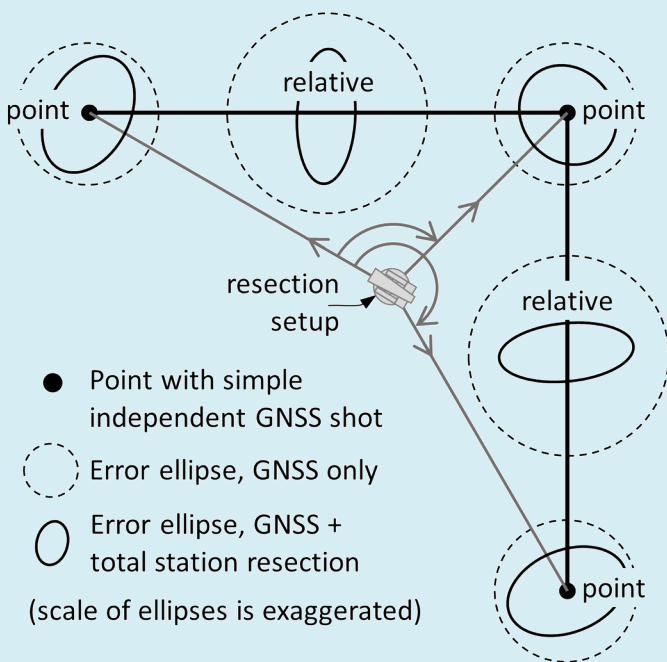 relative
point
point
resection
setup
relative
Point with simple
independent GNSS shot
Error ellipse, GNSS only
Error ellipse, GNSS +
total station resection
point
(scale of ellipses is exaggerated)